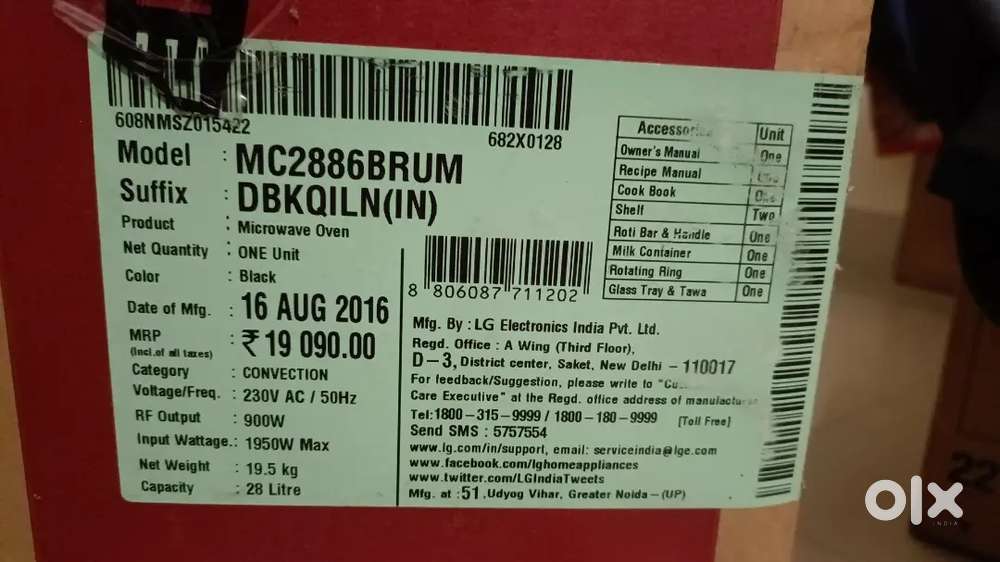 608NMSZ015422
682X0128
Model : MC2886BRUM
Suffix : DBKQILN(IN)
Product : Microwave Oven
Net Quantity : ONE Unit
Color : Black
Date of Mfg. : 16 AUG 2016
MRP : ₹ 19 090.00
(Incl.of all taxes)
Category : CONVECTION
Voltage/Freq. : 230V AC / 50Hz
RF Output : 900W
Input Wattage.: 1950W Max
Net Weight : 19.5 kg
Capacity : 28 Litre
Unit
Owner's Manual One
Recipe Manual
Cook Book
Shelf Two
Roti Bar & Handle One
Milk Container One
Rotating Ring One
Glass Tray & Tawa One
8 806087 711202
Mfg. By : LG Electronics India Pvt. Ltd.
Regd. Office : A Wing (Third Floor),
D-3, District center, Saket, New Delhi - 110017
For feedback/Suggestion, please write to
Care Executive" at the Regd. office address of
Tel:1800-315-9999 / 1800-180-9999 [Toll Free]
Send SMS : 5757554
www.lg.com/in/support, email: serviceindia@lge.com
www.facebook.com/lghomeappliances
www.twitter.com/LGIndiaTweets
Mfg. at : 51 ,Udyog Vihar, Greater Noida-(UP)
olx
INDIA